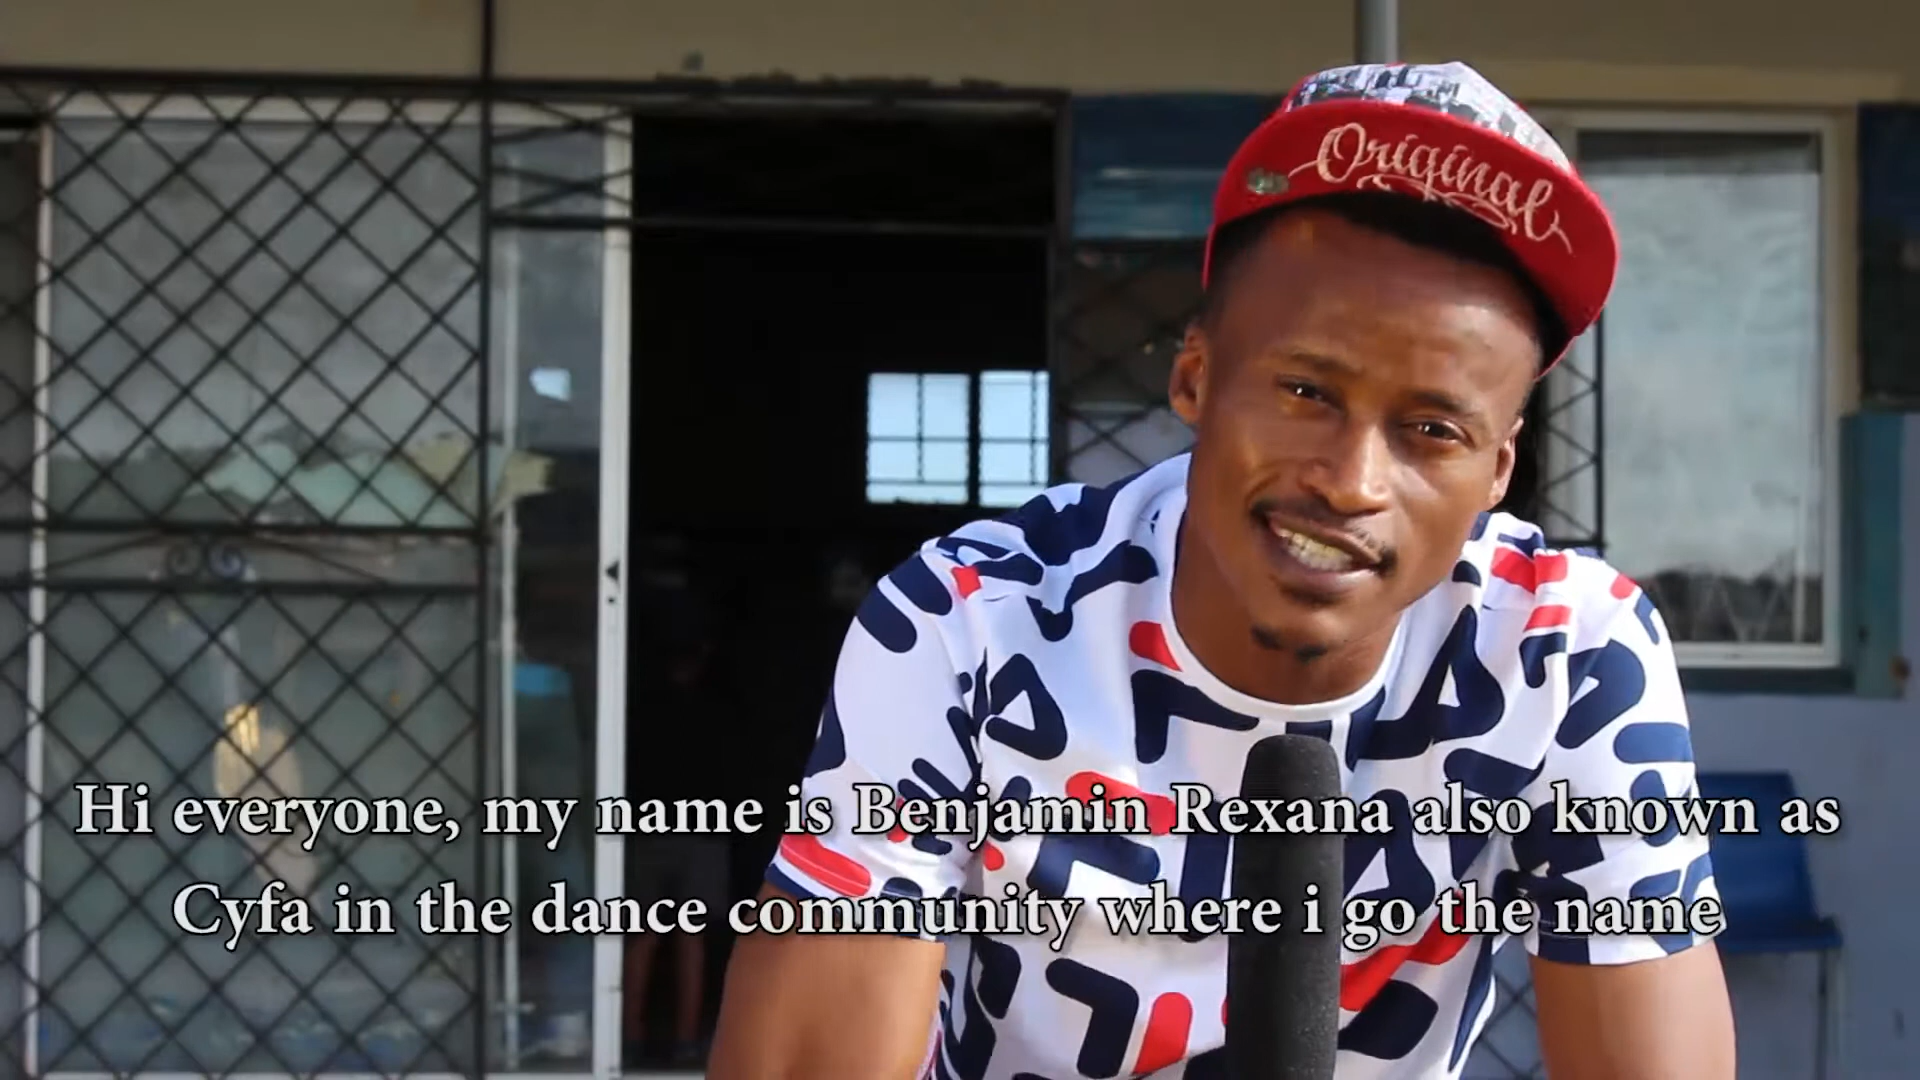 Original
Hi everyone, my name is Benjamin Rexana also known as
Cyfa in the dance community where i go the name